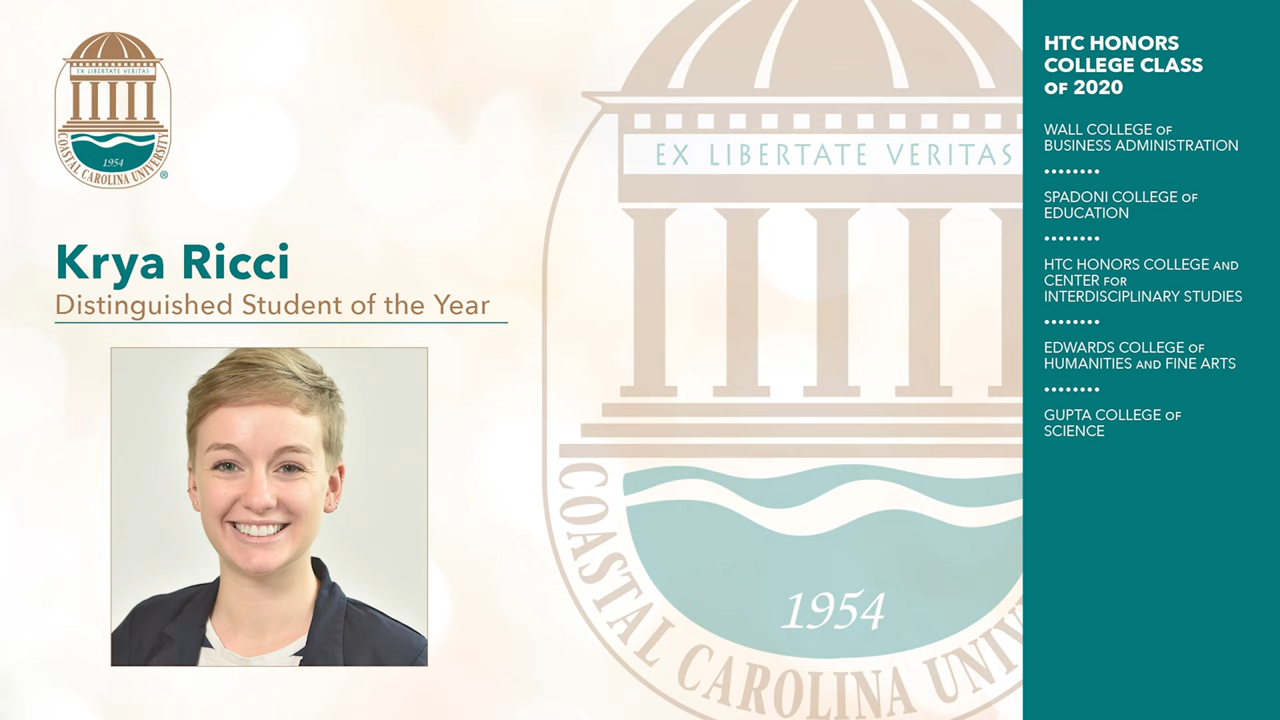 EX LIBERTATE VERITAS
1954
COASTAL CAROLINA UNIVERSITY
®
Krya Ricci
Distinguished Student of the Year
EX LIBERTATE VERITAS
1954
COASTAL CAROLINA UNIV
HTC HONORS
COLLEGE CLASS
OF 2020
WALL COLLEGE OF
BUSINESS ADMINISTRATION
SPADONI COLLEGE OF
EDUCATION
HTC HONORS COLLEGE AND
CENTER FOR
INTERDISCIPLINARY STUDIES
EDWARDS COLLEGE OF
HUMANITIES AND FINE ARTS
GUPTA COLLEGE OF
SCIENCE